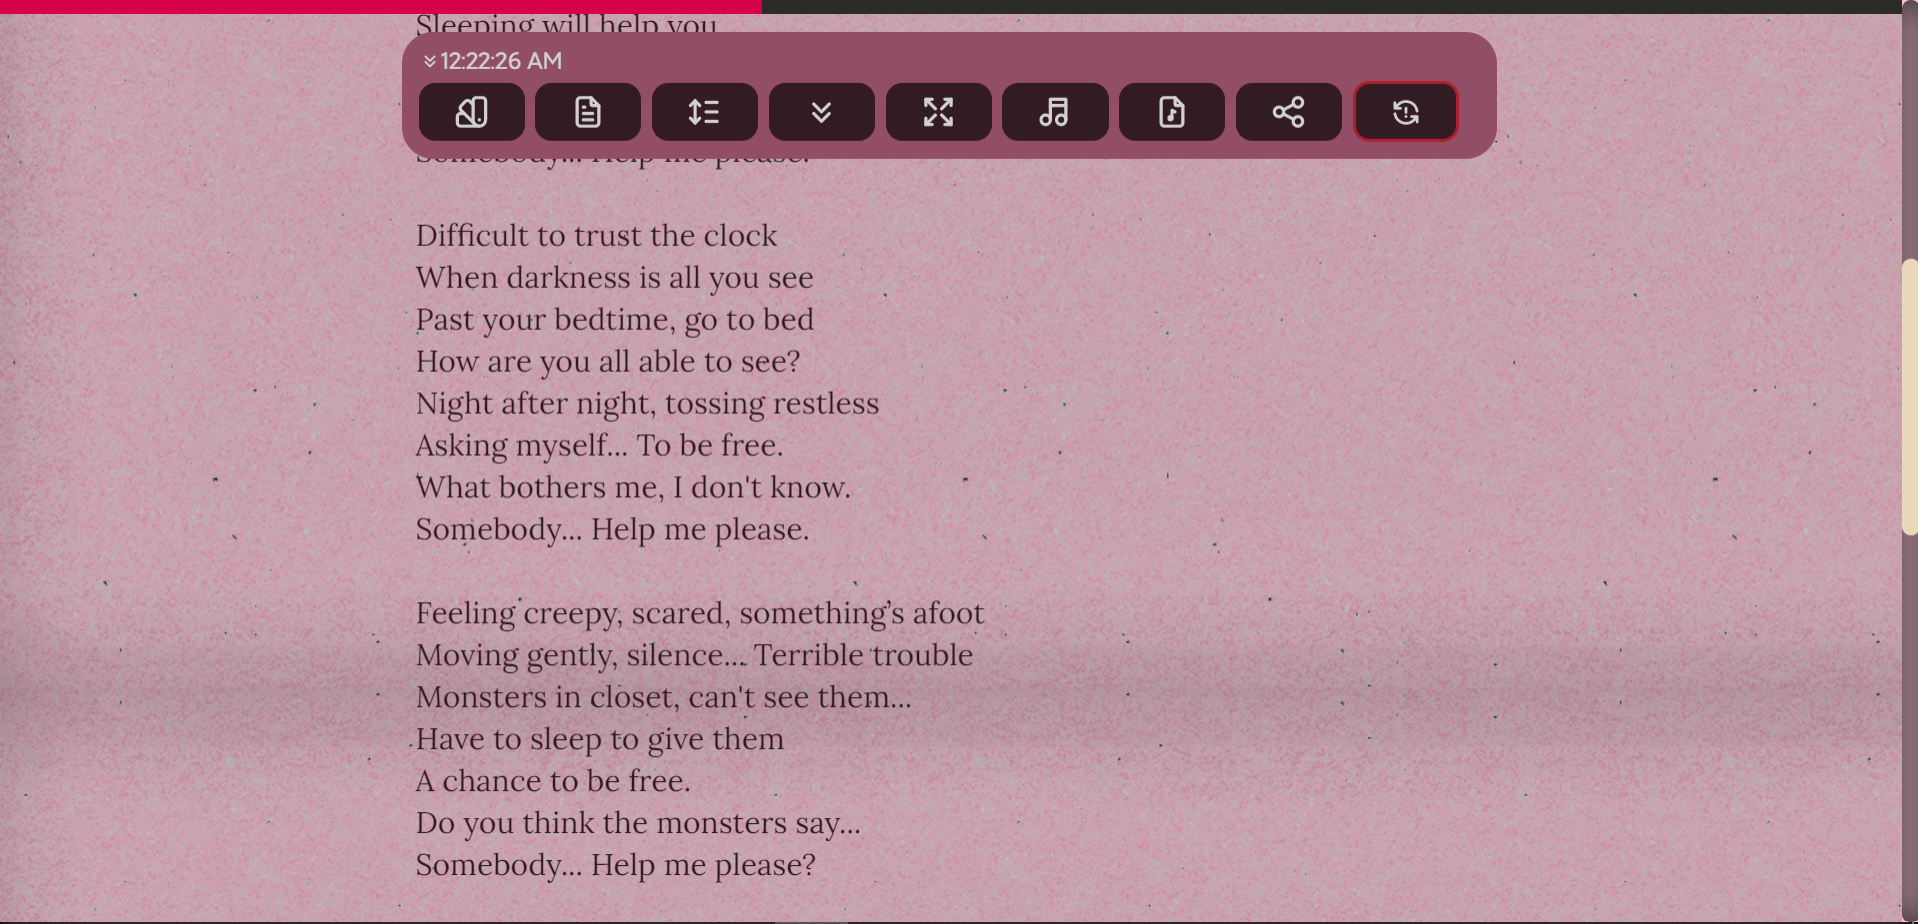 Sleeping will help you
12:22:26 AM
Somebody... Help me please.
Difficult to trust the clock
When darkness is all you see
Past your bedtime, go to bed
How are you all able to see?
Night after night, tossing restless
Asking myself... To be free.
What bothers me, I don't know.
Somebody... Help me please.
Feeling creepy, scared, something’s afoot
Moving gently, silence... Terrible trouble
Monsters in closet, can't see them...
Have to sleep to give them
A chance to be free.
Do you think the monsters say...
Somebody... Help me please?